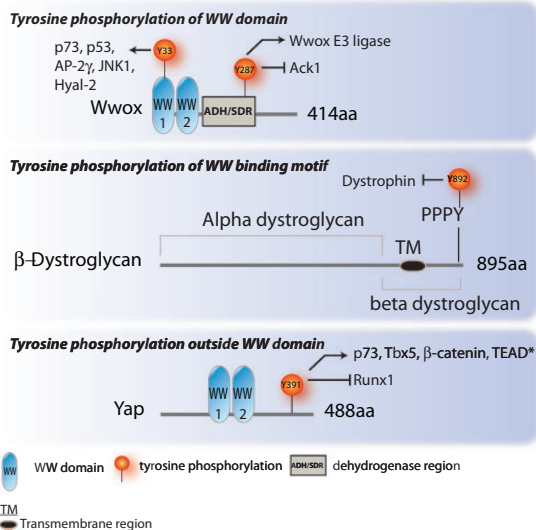 Tyrosine phosphorylation of WW domain
p73, p53,
AP-2γ, JNK1,
Hyal-2
Y33
Wwox E3 ligase
Y287
Ack1
Wwox
WW
1
WW
2
ADH/SDR
414aa
Tyrosine phosphorylation of WW binding motif
Dystrophin
Y892
PPPY
Alpha dystroglycan
TM
β-Dystroglycan
895aa
beta dystroglycan
Tyrosine phosphorylation outside WW domain
p73, Tbx5, β-catenin, TEAD*
Y391
Runx1
Yap
WW
1
WW
2
488aa
WW
WW domain
tyrosine phosphorylation
ADH/SDR
dehydrogenase region
TM
Transmembrane region